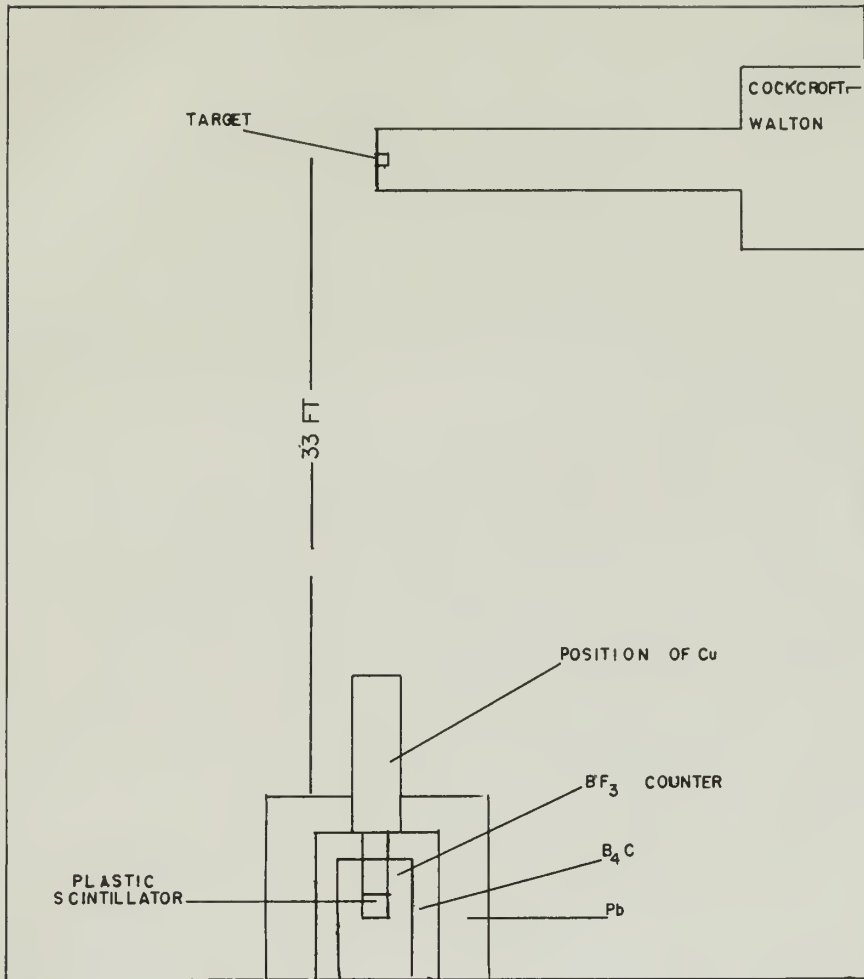 COCKCROFT-
WALTON
TARGET
33 FT
POSITION OF Cu
BF₃ COUNTER
B₄C
PLASTIC
SCINTILLATOR
Pb